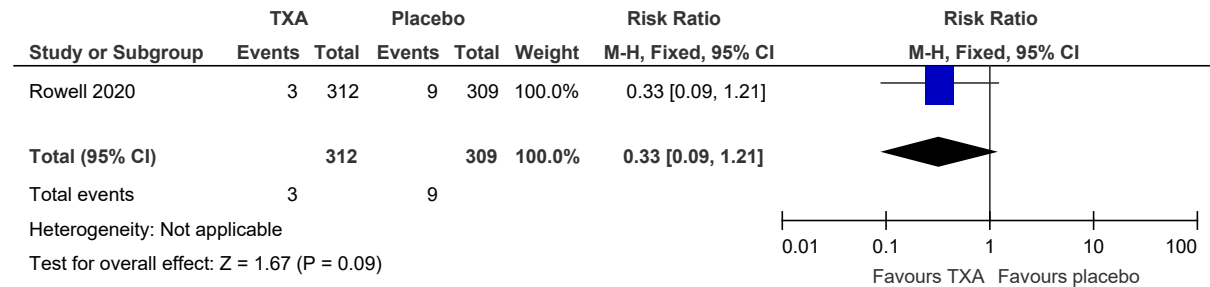 TXA Placebo Risk Ratio Risk Ratio
Study or Subgroup Events Total Events Total Weight M-H, Fixed, 95% CI M-H, Fixed, 95% CI
Rowell 2020 3 312 9 309 100.0% 0.33 [0.09, 1.21]
Total (95% CI) 312 309 100.0% 0.33 [0.09, 1.21]
Total events 3 9
Heterogeneity: Not applicable
Test for overall effect: Z = 1.67 (P = 0.09)
0.01 0.1 1 10 100
Favours TXA Favours placebo